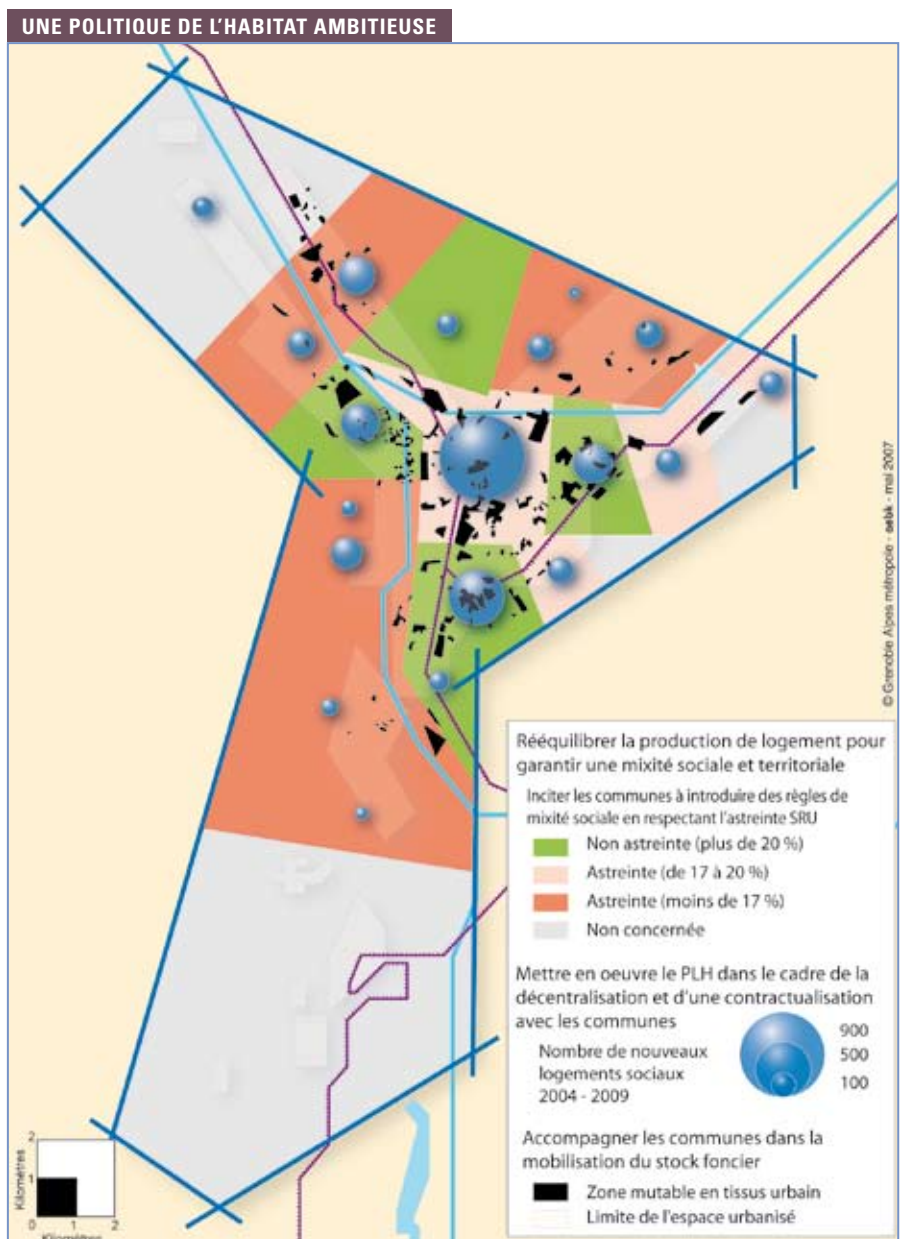 UNE POLITIQUE DE L'HABITAT AMBITIEUSE
© Grenoble Alpes métropole - aebk - mai 2007
Rééquilibrer la production de logement pour
garantir une mixité sociale et territoriale
Inciter les communes à introduire des règles de
mixité sociale en respectant l'astreinte SRU
Non astreinte (plus de 20 %)
Astreinte (de 17 à 20 %)
Astreinte (moins de 17 %)
Non concernée
Mettre en oeuvre le PLH dans le cadre de la
décentralisation et d'une contractualisation
avec les communes
Nombre de nouveaux
logements sociaux
2004 - 2009
900
500
100
Accompagner les communes dans la
mobilisation du stock foncier
Zone mutable en tissus urbain
Limite de l'espace urbanisé
Kilomètres
2
1
0
1
2
Kilomètres